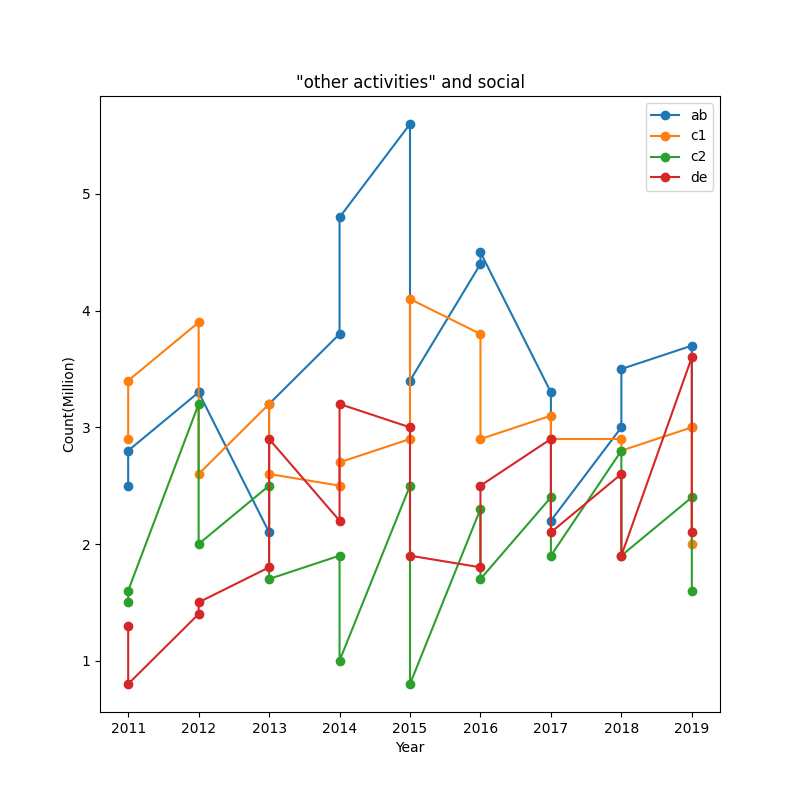 "other activities" and social
ab
c1
c2
de
5
4
3
2
1
Count(Million)
2011 2012 2013 2014 2015 2016 2017 2018 2019
Year